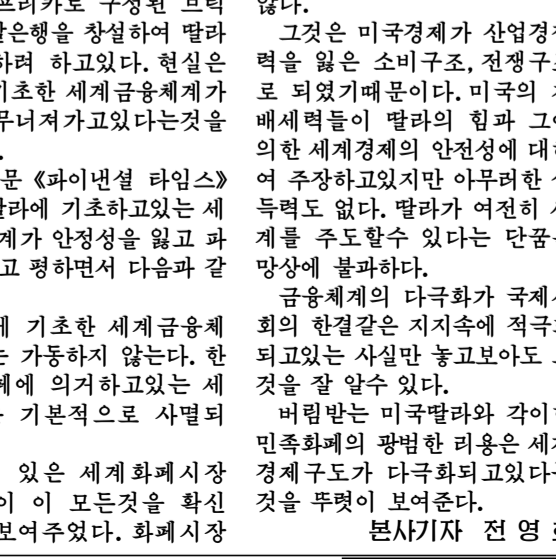 프리카로 구성된 브릭
발은행을 창설하여 딸라
하려 하고있다. 현실은
기초한 세계금융체계가
무너져가고있다는것을
문 《파이낸셜 타임스》
딸라에 기초하고있는 세
계가 안정성을 잃고 파
고 평하면서 다음과 같
에 기초한 세계금융체
는 가동하지 않는다. 한
폐에 의거하고있는 세
기본적으로 사멸되
있은 세계화페시장
이 이 모든것을 확신
보여주었다. 화페시장
않다.
그것은 미국경제가 산업경쟁
력을 잃은 소비구조, 전쟁구조
로 되였기때문이다. 미국의
배세력들이 딸라의 힘과 그에
의한 세계경제의 안전성에 대하
여 주장하고있지만 아무러한 설
득력도 없다. 딸라가 여전히 세
계를 주도할수 있다는 단꿈은
망상에 불과하다.
금융체계의 다극화가 국제사
회의 한결같은 지지속에 적극화
되고있는 사실만 놓고보아도
것을 잘 알수 있다.
버림받는 미국딸라와 각이한
민족화페의 광범한 리용은 세계
경제구도가 다극화되고있다는
것을 뚜렷이 보여준다.
본사기자 전 영